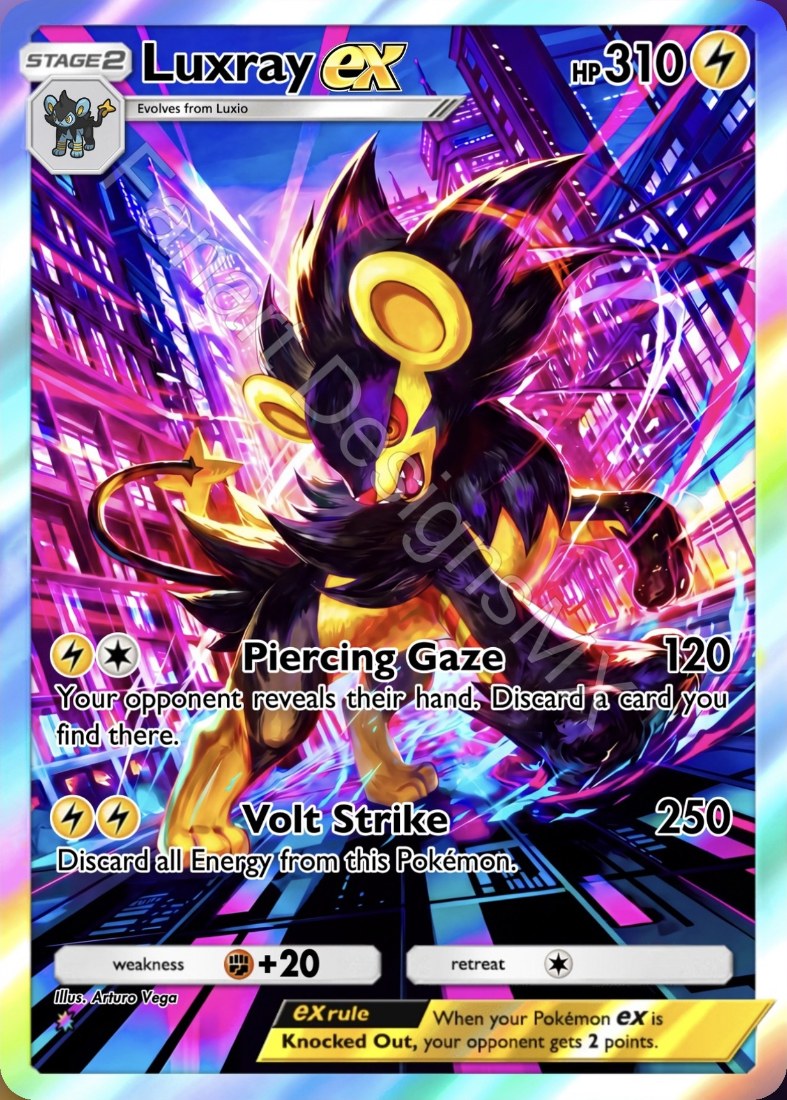 STAGE2 Luxray ex HP310
Evolves from Luxio
Fanart DesignsMX
Piercing Gaze 120
Your opponent reveals their hand. Discard a card you
find there.
Volt Strike 250
Discard all Energy from this Pokémon.
weakness +20 retreat
Illus. Arturo Vega
ex rule When your Pokémon ex is
Knocked Out, your opponent gets 2 points.